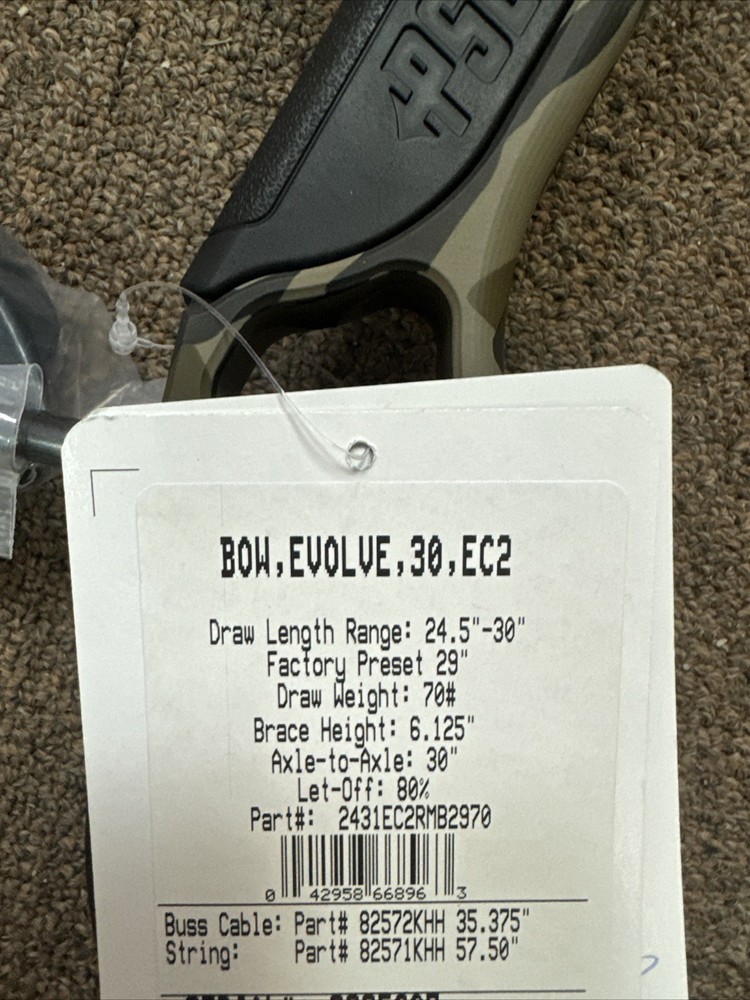 PSE
BOW,EVOLVE,30,EC2
Draw Length Range: 24.5"-30"
Factory Preset 29"
Draw Weight: 70#
Brace Height: 6.125"
Axle-to-Axle: 30"
Let-Off: 80%
Part#: 2431EC2RMB2970
0 42958 66896 3
Buss Cable: Part# 82572KHH 35.375"
String: Part# 82571KHH 57.50"